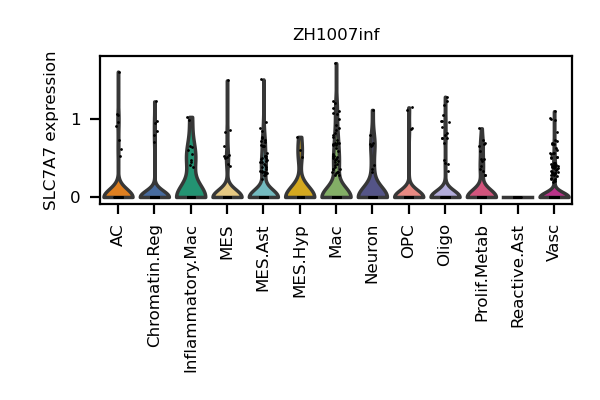 ZH1007inf
SLC7A7 expression
1
0
AC
Chromatin.Reg
Inflammatory.Mac
MES
MES.Ast
MES.Hyp
Mac
Neuron
OPC
Oligo
Prolif.Metab
Reactive.Ast
Vasc